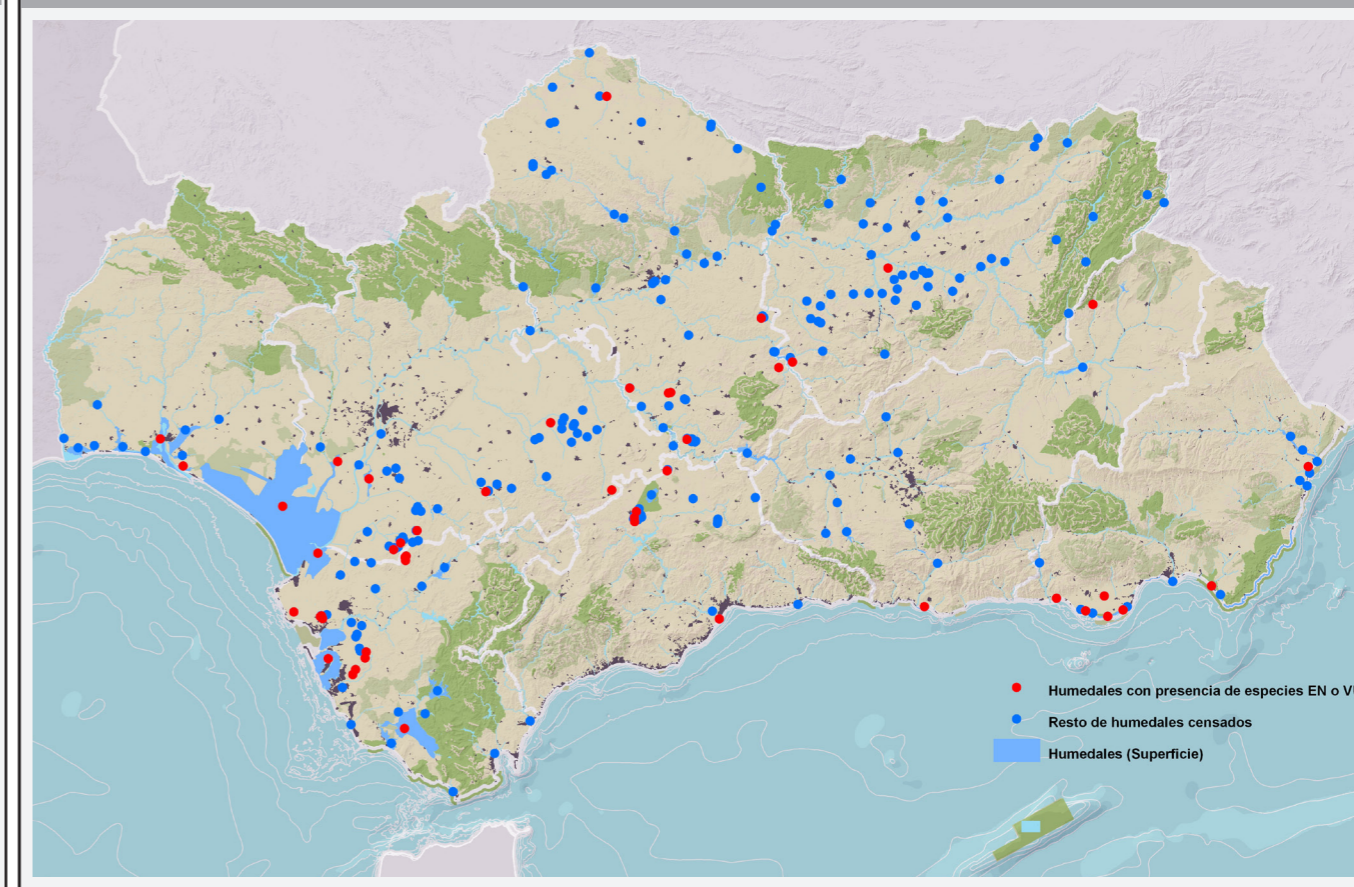 Humedales con presencia de especies EN o
Resto de humedales censados
Humedales (Superficie)